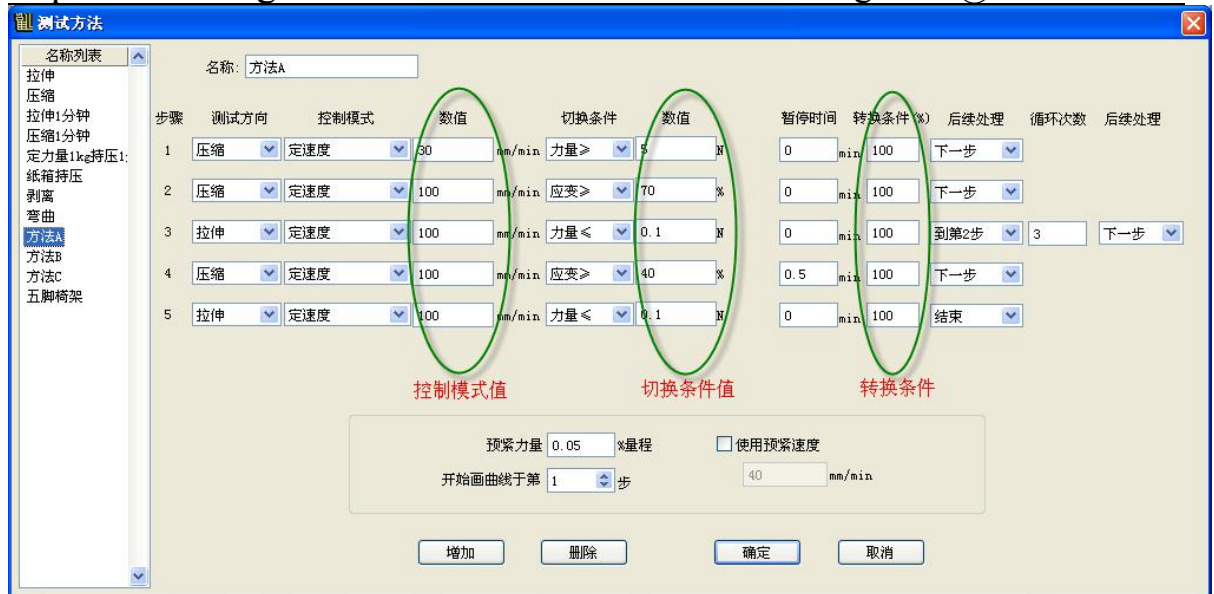 测试方法
名称列表
拉伸
压缩
拉伸1分钟
压缩1分钟
定力量1kg持压1:
纸箱持压
剥离
弯曲
方法A
方法B
方法C
五脚椅架
名称: 方法A
步骤 测试方向 控制模式 数值 切换条件 数值 暂停时间 转换条件(%) 后续处理 循环次数 后续处理
1 压缩 定速度 30 mm/min 力量≥ 5 N 0 min 100 下一步
2 压缩 定速度 100 mm/min 应变≥ 70 % 0 min 100 下一步
3 拉伸 定速度 100 mm/min 力量≤ 0.1 N 0 min 100 到第2步 3 下一步
4 压缩 定速度 100 mm/min 应变≥ 40 % 0.5 min 100 下一步
5 拉伸 定速度 100 mm/min 力量≤ 0.1 N 0 min 100 结束
控制模式值 切换条件值 转换条件
预紧力量 0.05 %量程 使用预紧速度
开始画曲线于第 1 步 40 mm/min
增加 删除 确定 取消